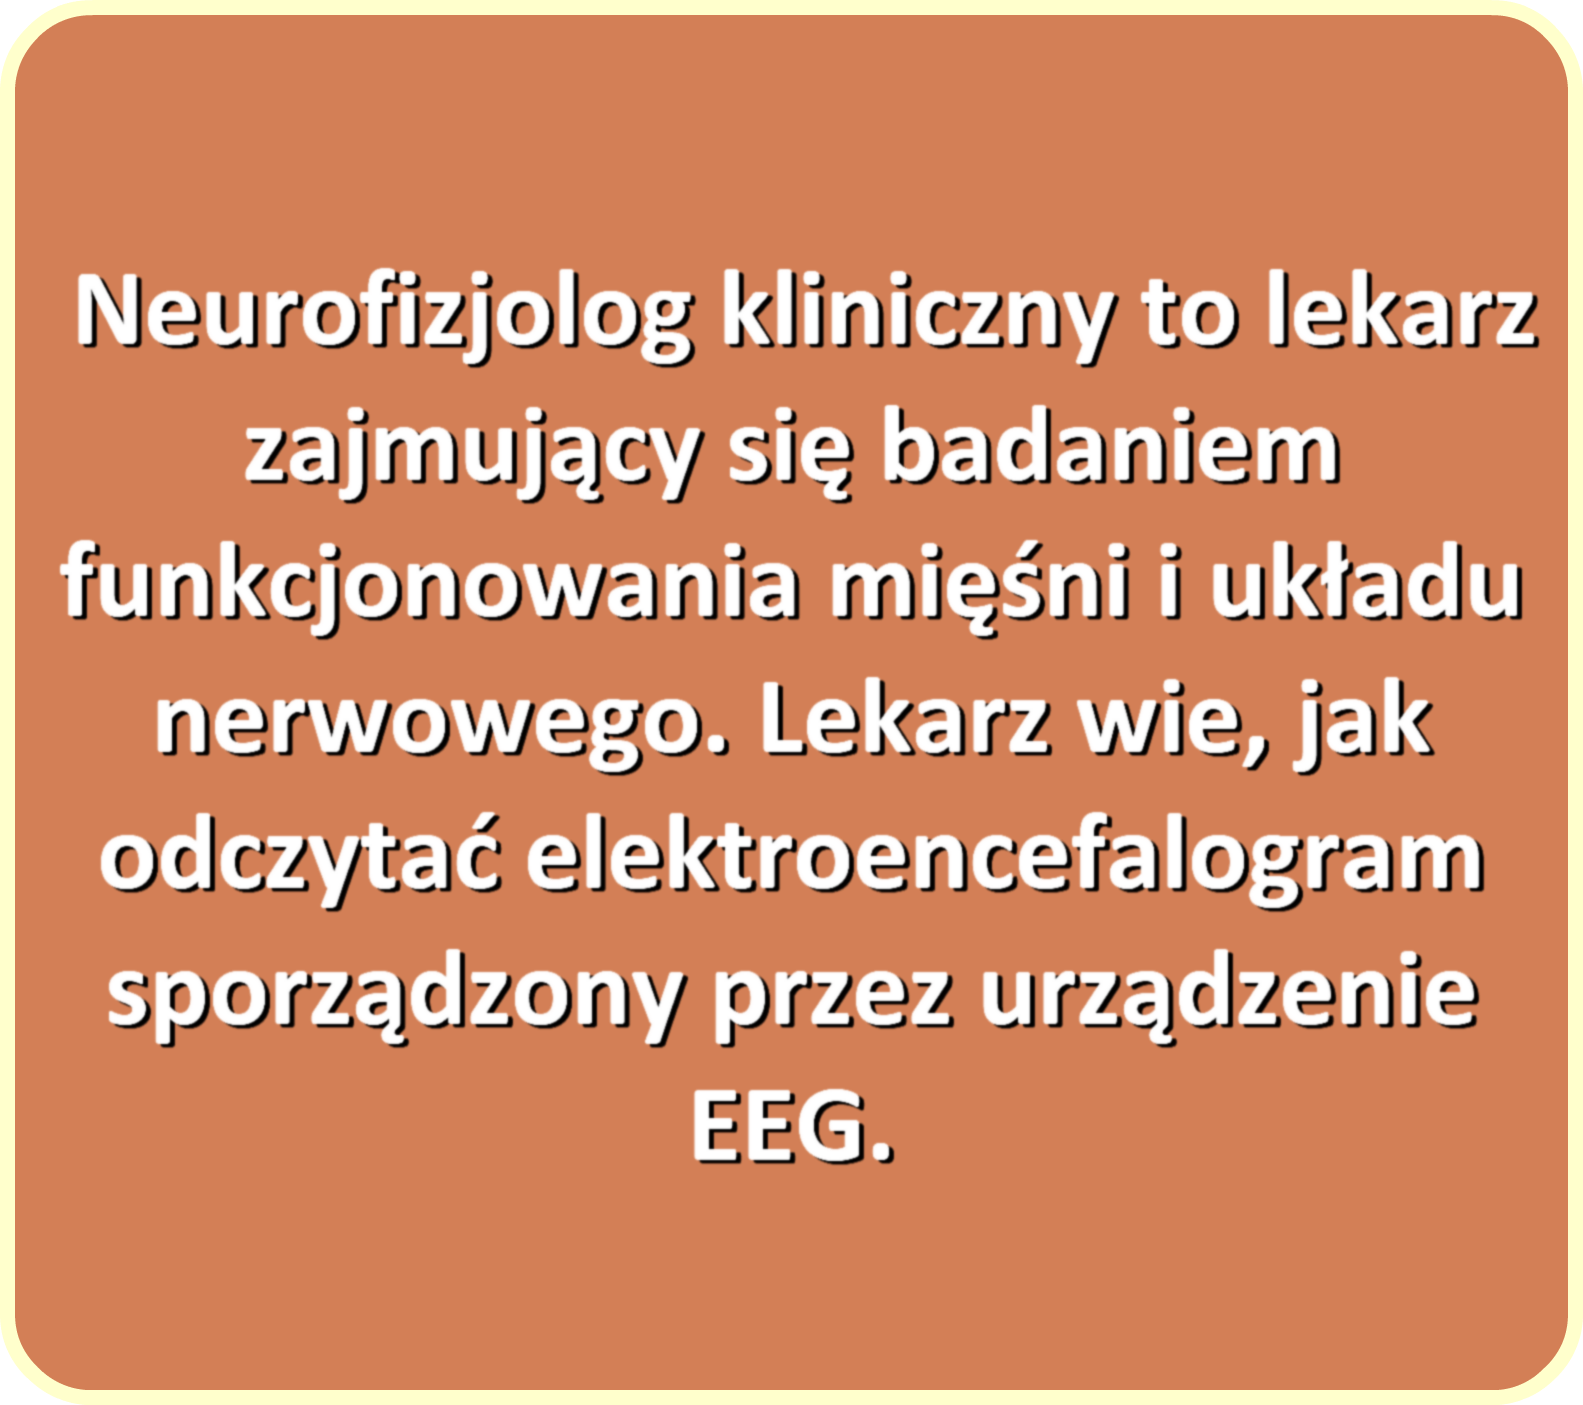 Neurofizjolog kliniczny to lekarz
zajmujący się badaniem
funkcjonowania mięśni i układu
nerwowego. Lekarz wie, jak
odczytać elektroencefalogram
sporządzony przez urządzenie
EEG.